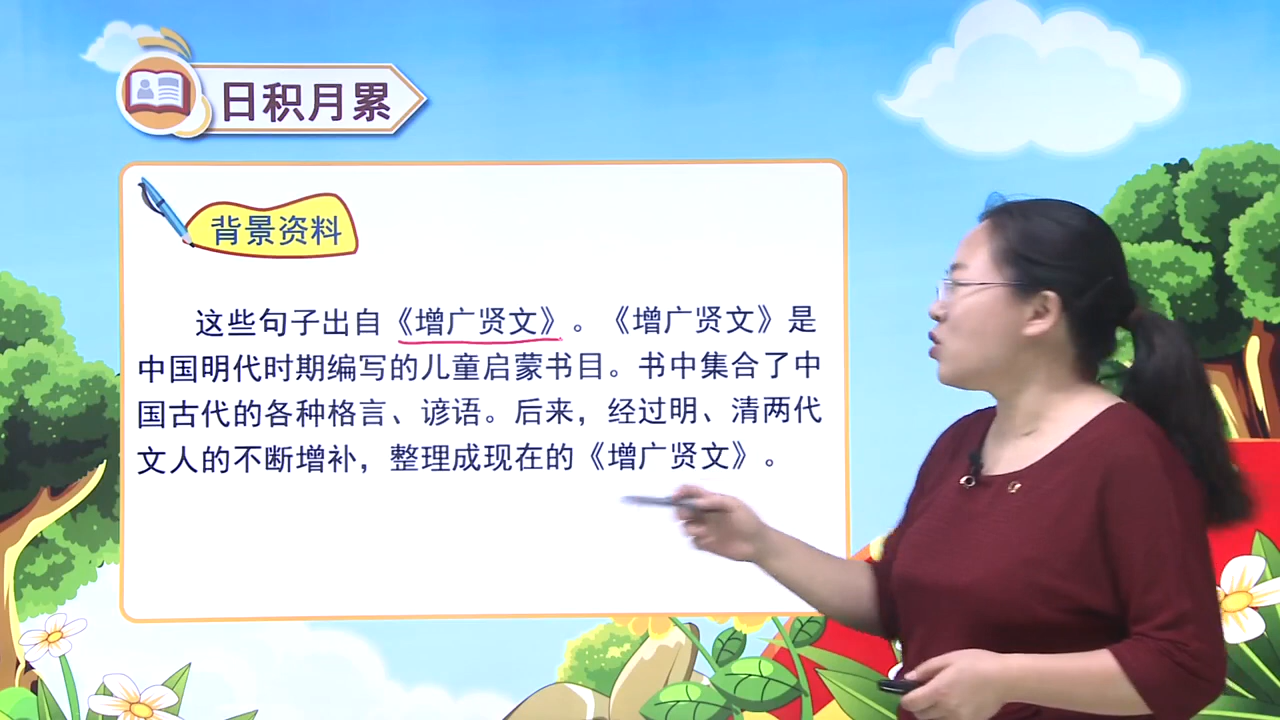 日积月累
背景资料
这些句子出自《增广贤文》。《增广贤文》是
中国明代时期编写的儿童启蒙书目。书中集合了中
国古代的各种格言、谚语。后来，经过明、清两代
文人的不断增补，整理成现在的《增广贤文》。